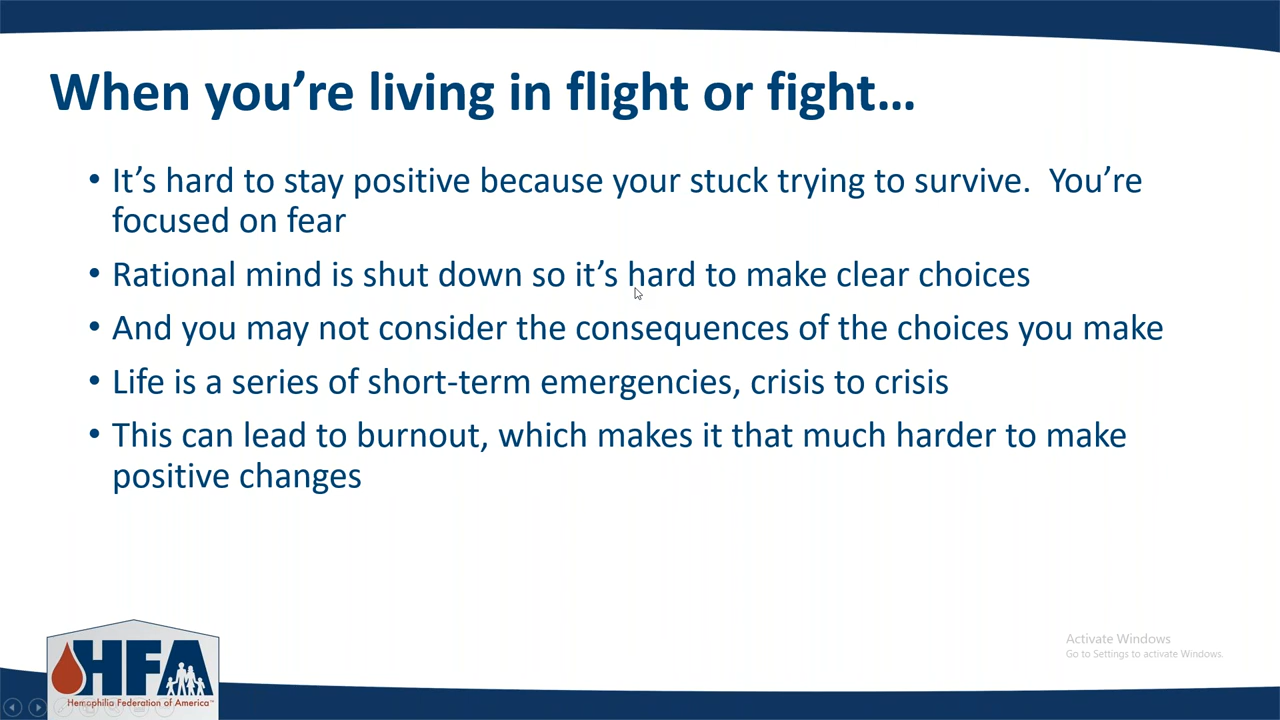 When you’re living in flight or fight...
• It’s hard to stay positive because your stuck trying to survive.  You’re
focused on fear
• Rational mind is shut down so it’s hard to make clear choices
• And you may not consider the consequences of the choices you make
• Life is a series of short-term emergencies, crisis to crisis
• This can lead to burnout, which makes it that much harder to make
positive changes
Activate Windows
Go to Settings to activate Windows.
HFA
Hemophilia Federation of America™